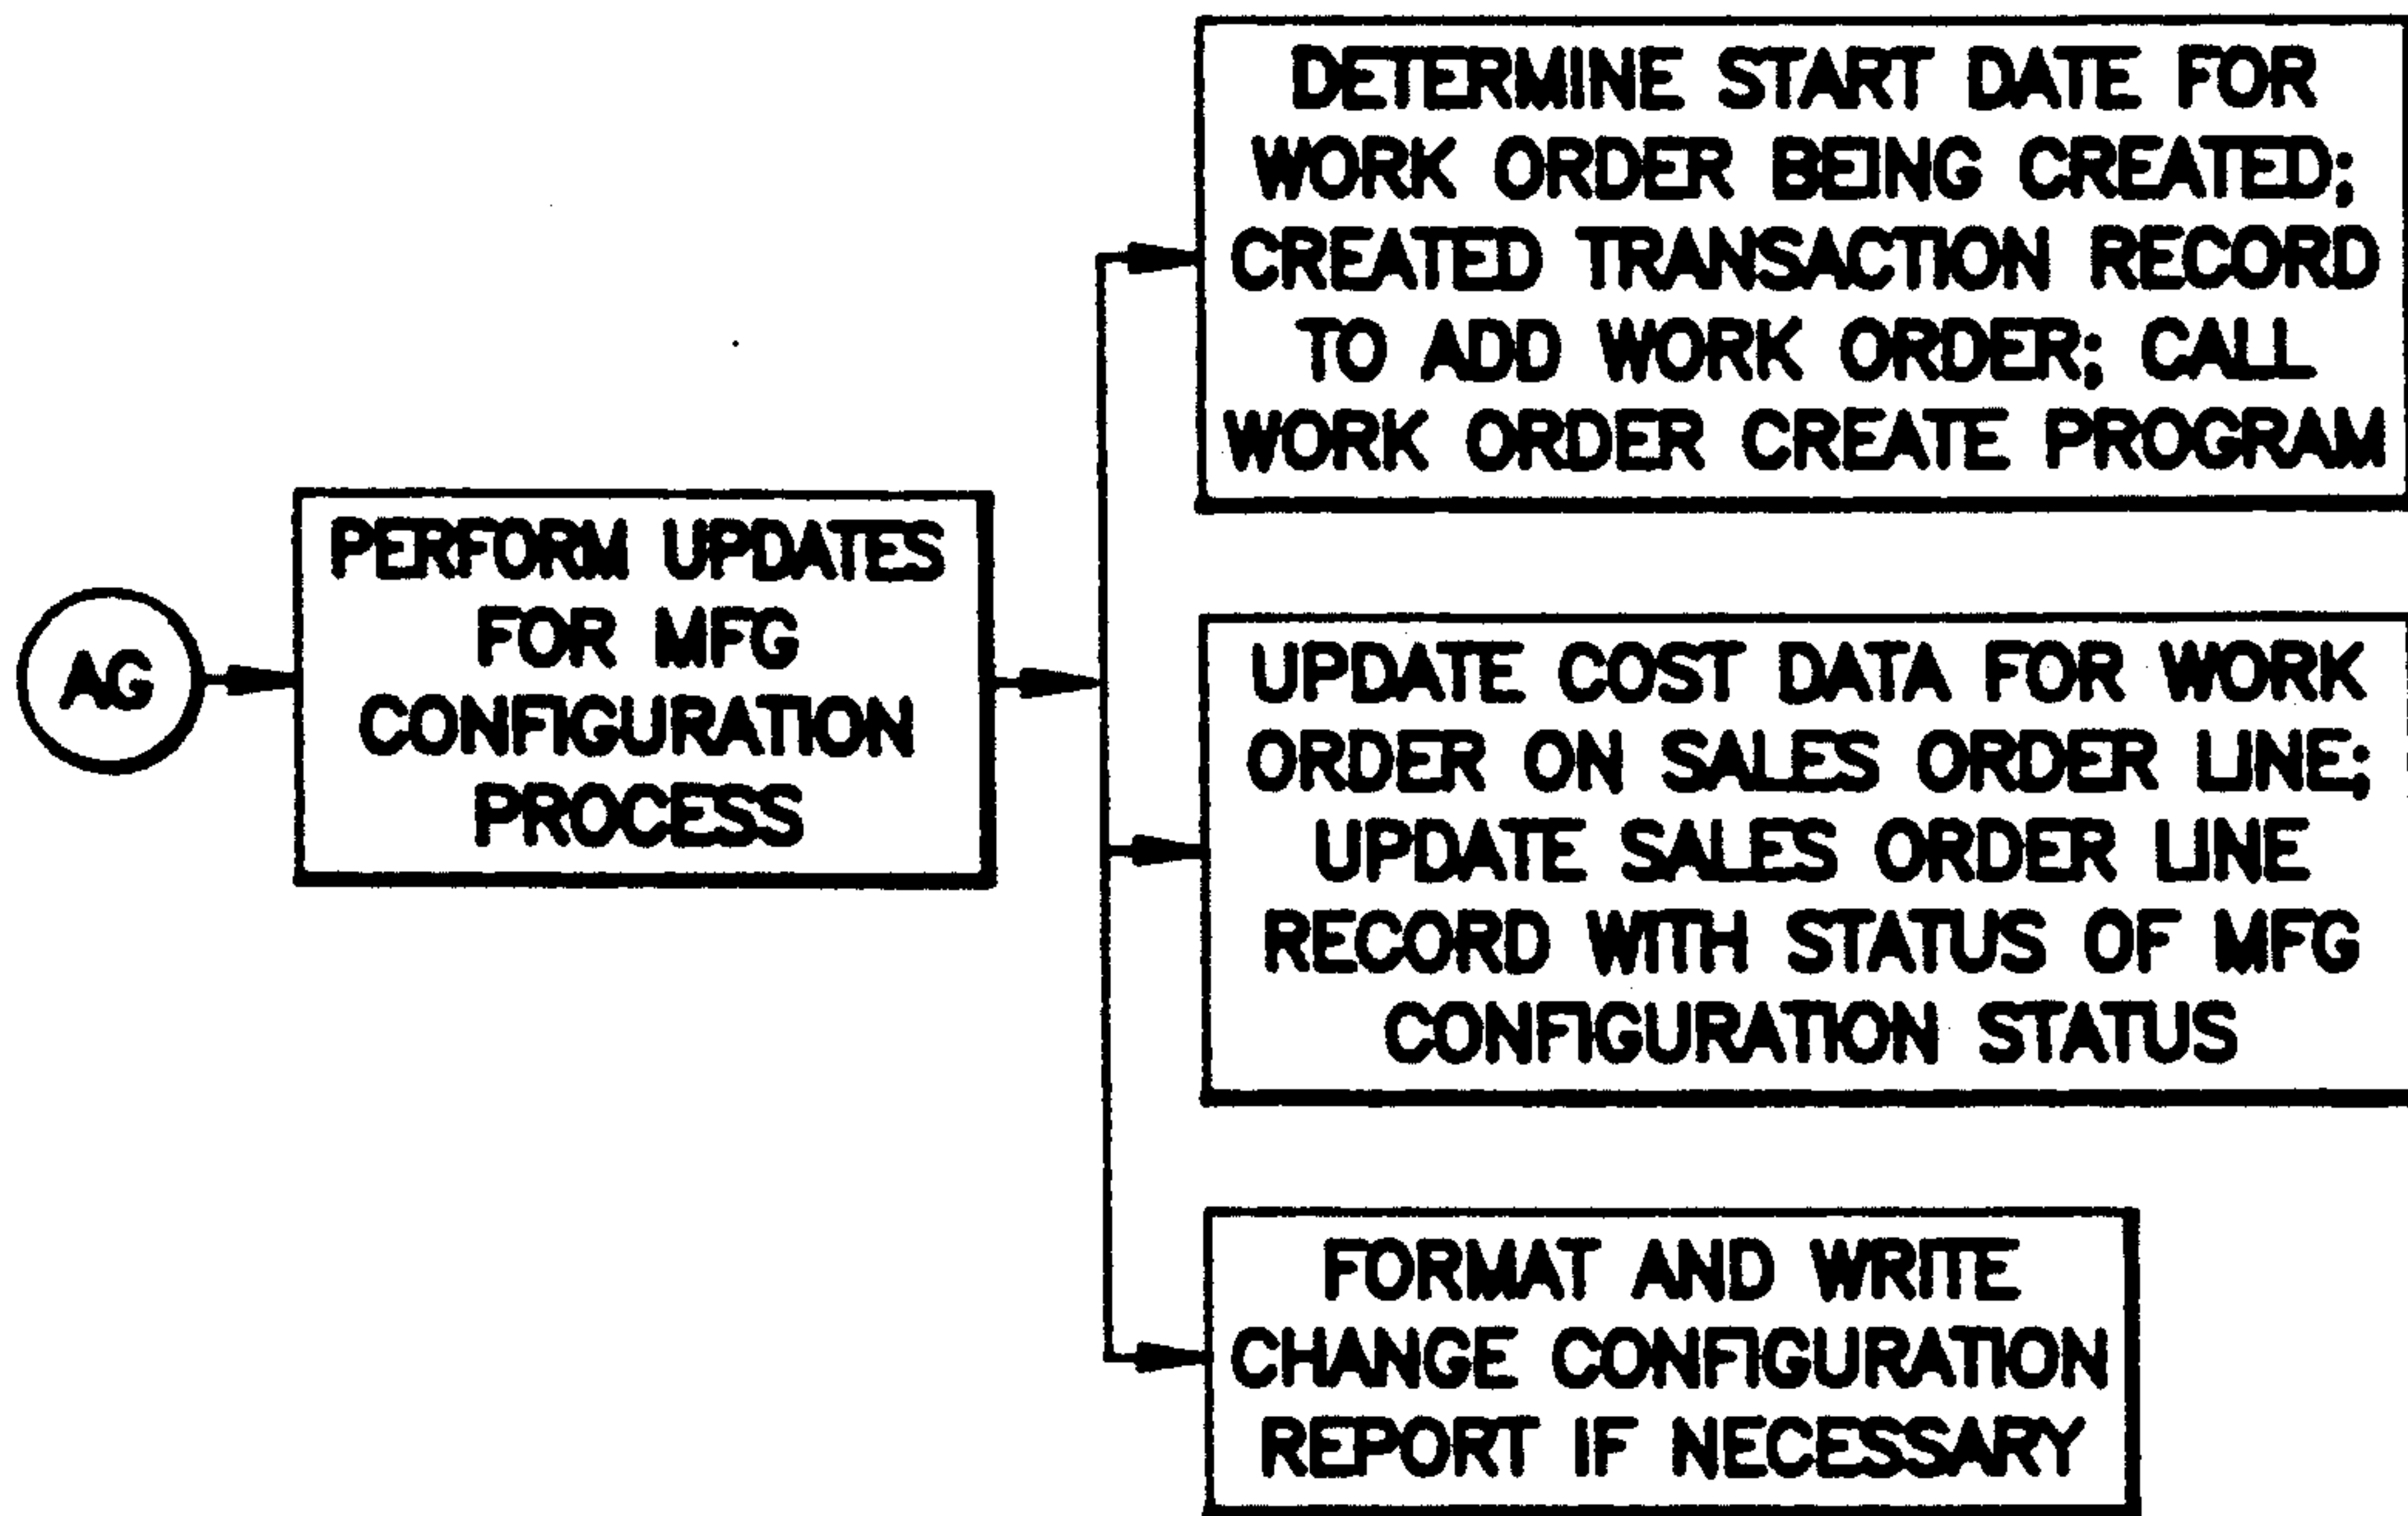 AG
PERFORM UPDATES
FOR MFG
CONFIGURATION
PROCESS
DETERMINE START DATE FOR
WORK ORDER BEING CREATED;
CREATED TRANSACTION RECORD
TO ADD WORK ORDER; CALL
WORK ORDER CREATE PROGRAM
UPDATE COST DATA FOR WORK
ORDER ON SALES ORDER LINE;
UPDATE SALES ORDER LINE
RECORD WITH STATUS OF MFG
CONFIGURATION STATUS
FORMAT AND WRITE
CHANGE CONFIGURATION
REPORT IF NECESSARY